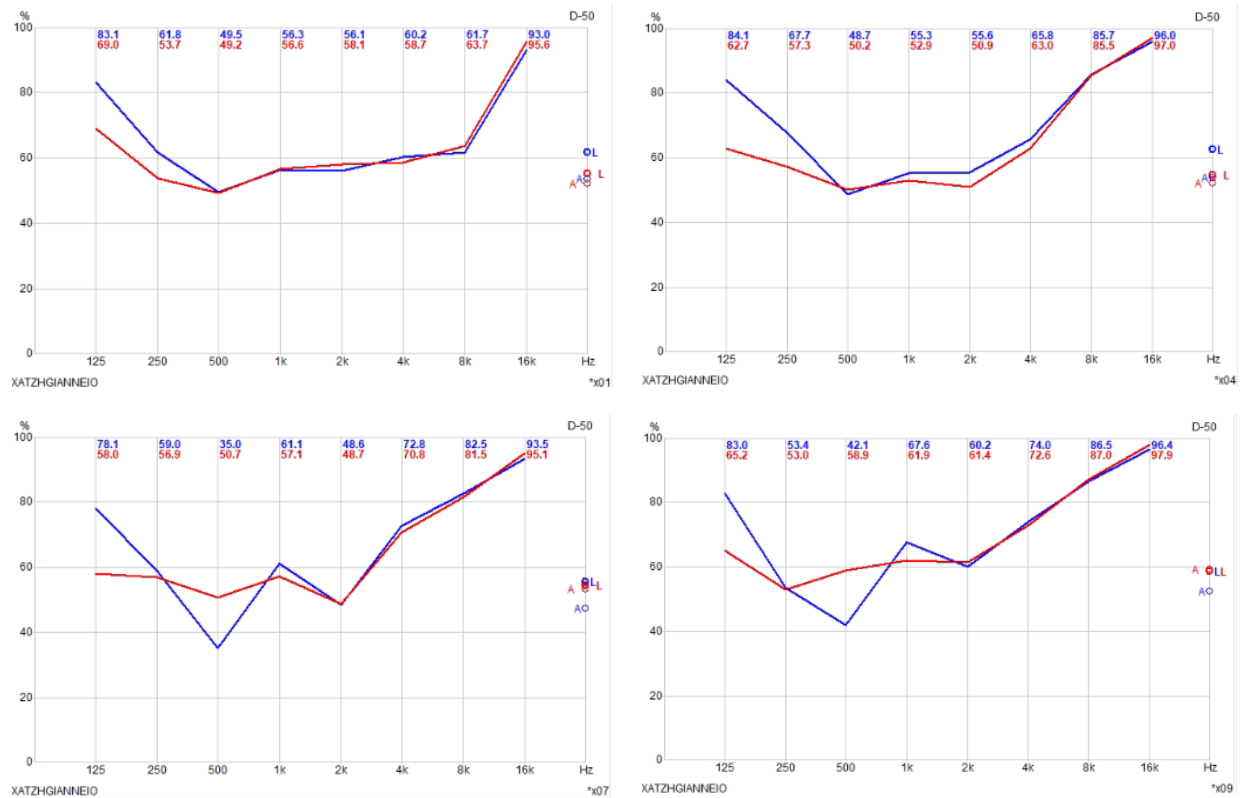 % D-50
100 83.1 61.8 49.5 56.3 56.1 60.2 61.7 93.0
69.0 53.7 49.2 56.6 58.1 58.7 63.7 95.6
80
60
L
L
A
A
40
20
0
125 250 500 1k 2k 4k 8k 16k Hz
XATZHGIANNEIO *x01
% D-50
100 84.1 67.7 48.7 55.3 55.6 65.8 85.7 96.0
62.7 57.3 50.2 52.9 50.9 63.0 85.5 97.0
80
60
L
L
A
A
40
20
0
125 250 500 1k 2k 4k 8k 16k Hz
XATZHGIANNEIO *x04
% D-50
100 78.1 59.0 35.0 61.1 48.6 72.8 82.5 93.5
58.0 56.9 50.7 57.1 48.7 70.8 81.5 95.1
80
60
L
L
A
A
40
20
0
125 250 500 1k 2k 4k 8k 16k Hz
XATZHGIANNEIO *x07
% D-50
100 83.0 53.4 42.1 67.6 60.2 74.0 86.5 96.4
65.2 53.0 58.9 61.9 61.4 72.6 87.0 97.9
80
60
A LL
A
40
20
0
125 250 500 1k 2k 4k 8k 16k Hz
XATZHGIANNEIO *x09